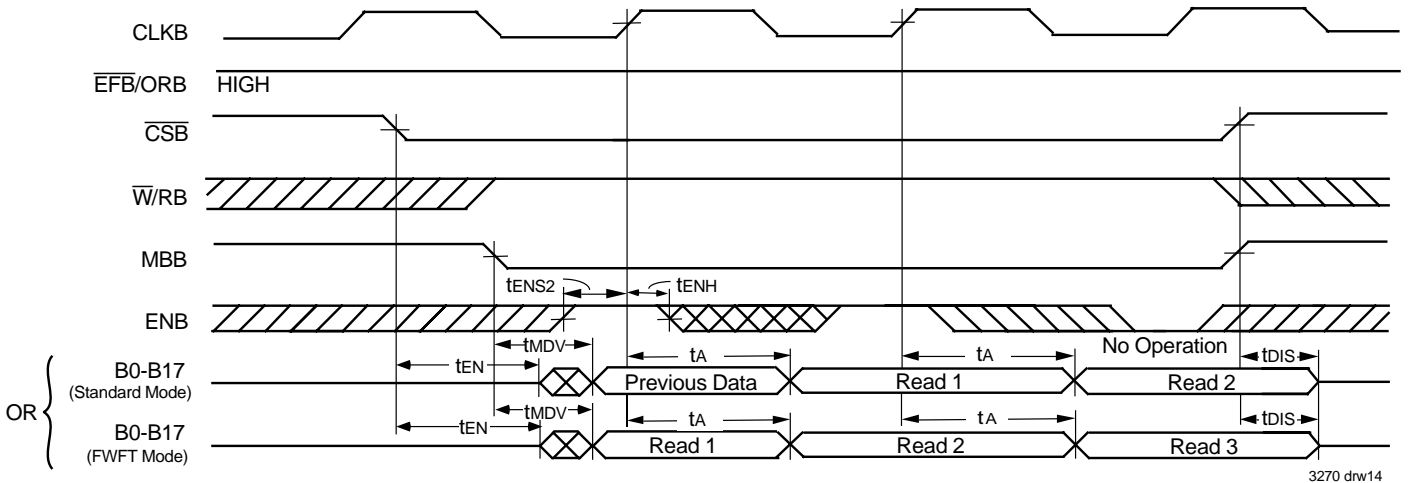 CLKB
EFB/ORB HIGH
CSB
W/RB
MBB
tENS2 tENH
ENB
No Operation
tMDV
tEN tA tA tDIS
B0-B17
(Standard Mode)
Previous Data Read 1 Read 2
OR
tMDV
tEN tA tA tDIS
B0-B17
(FWFT Mode)
Read 1 Read 2 Read 3
3270 drw14